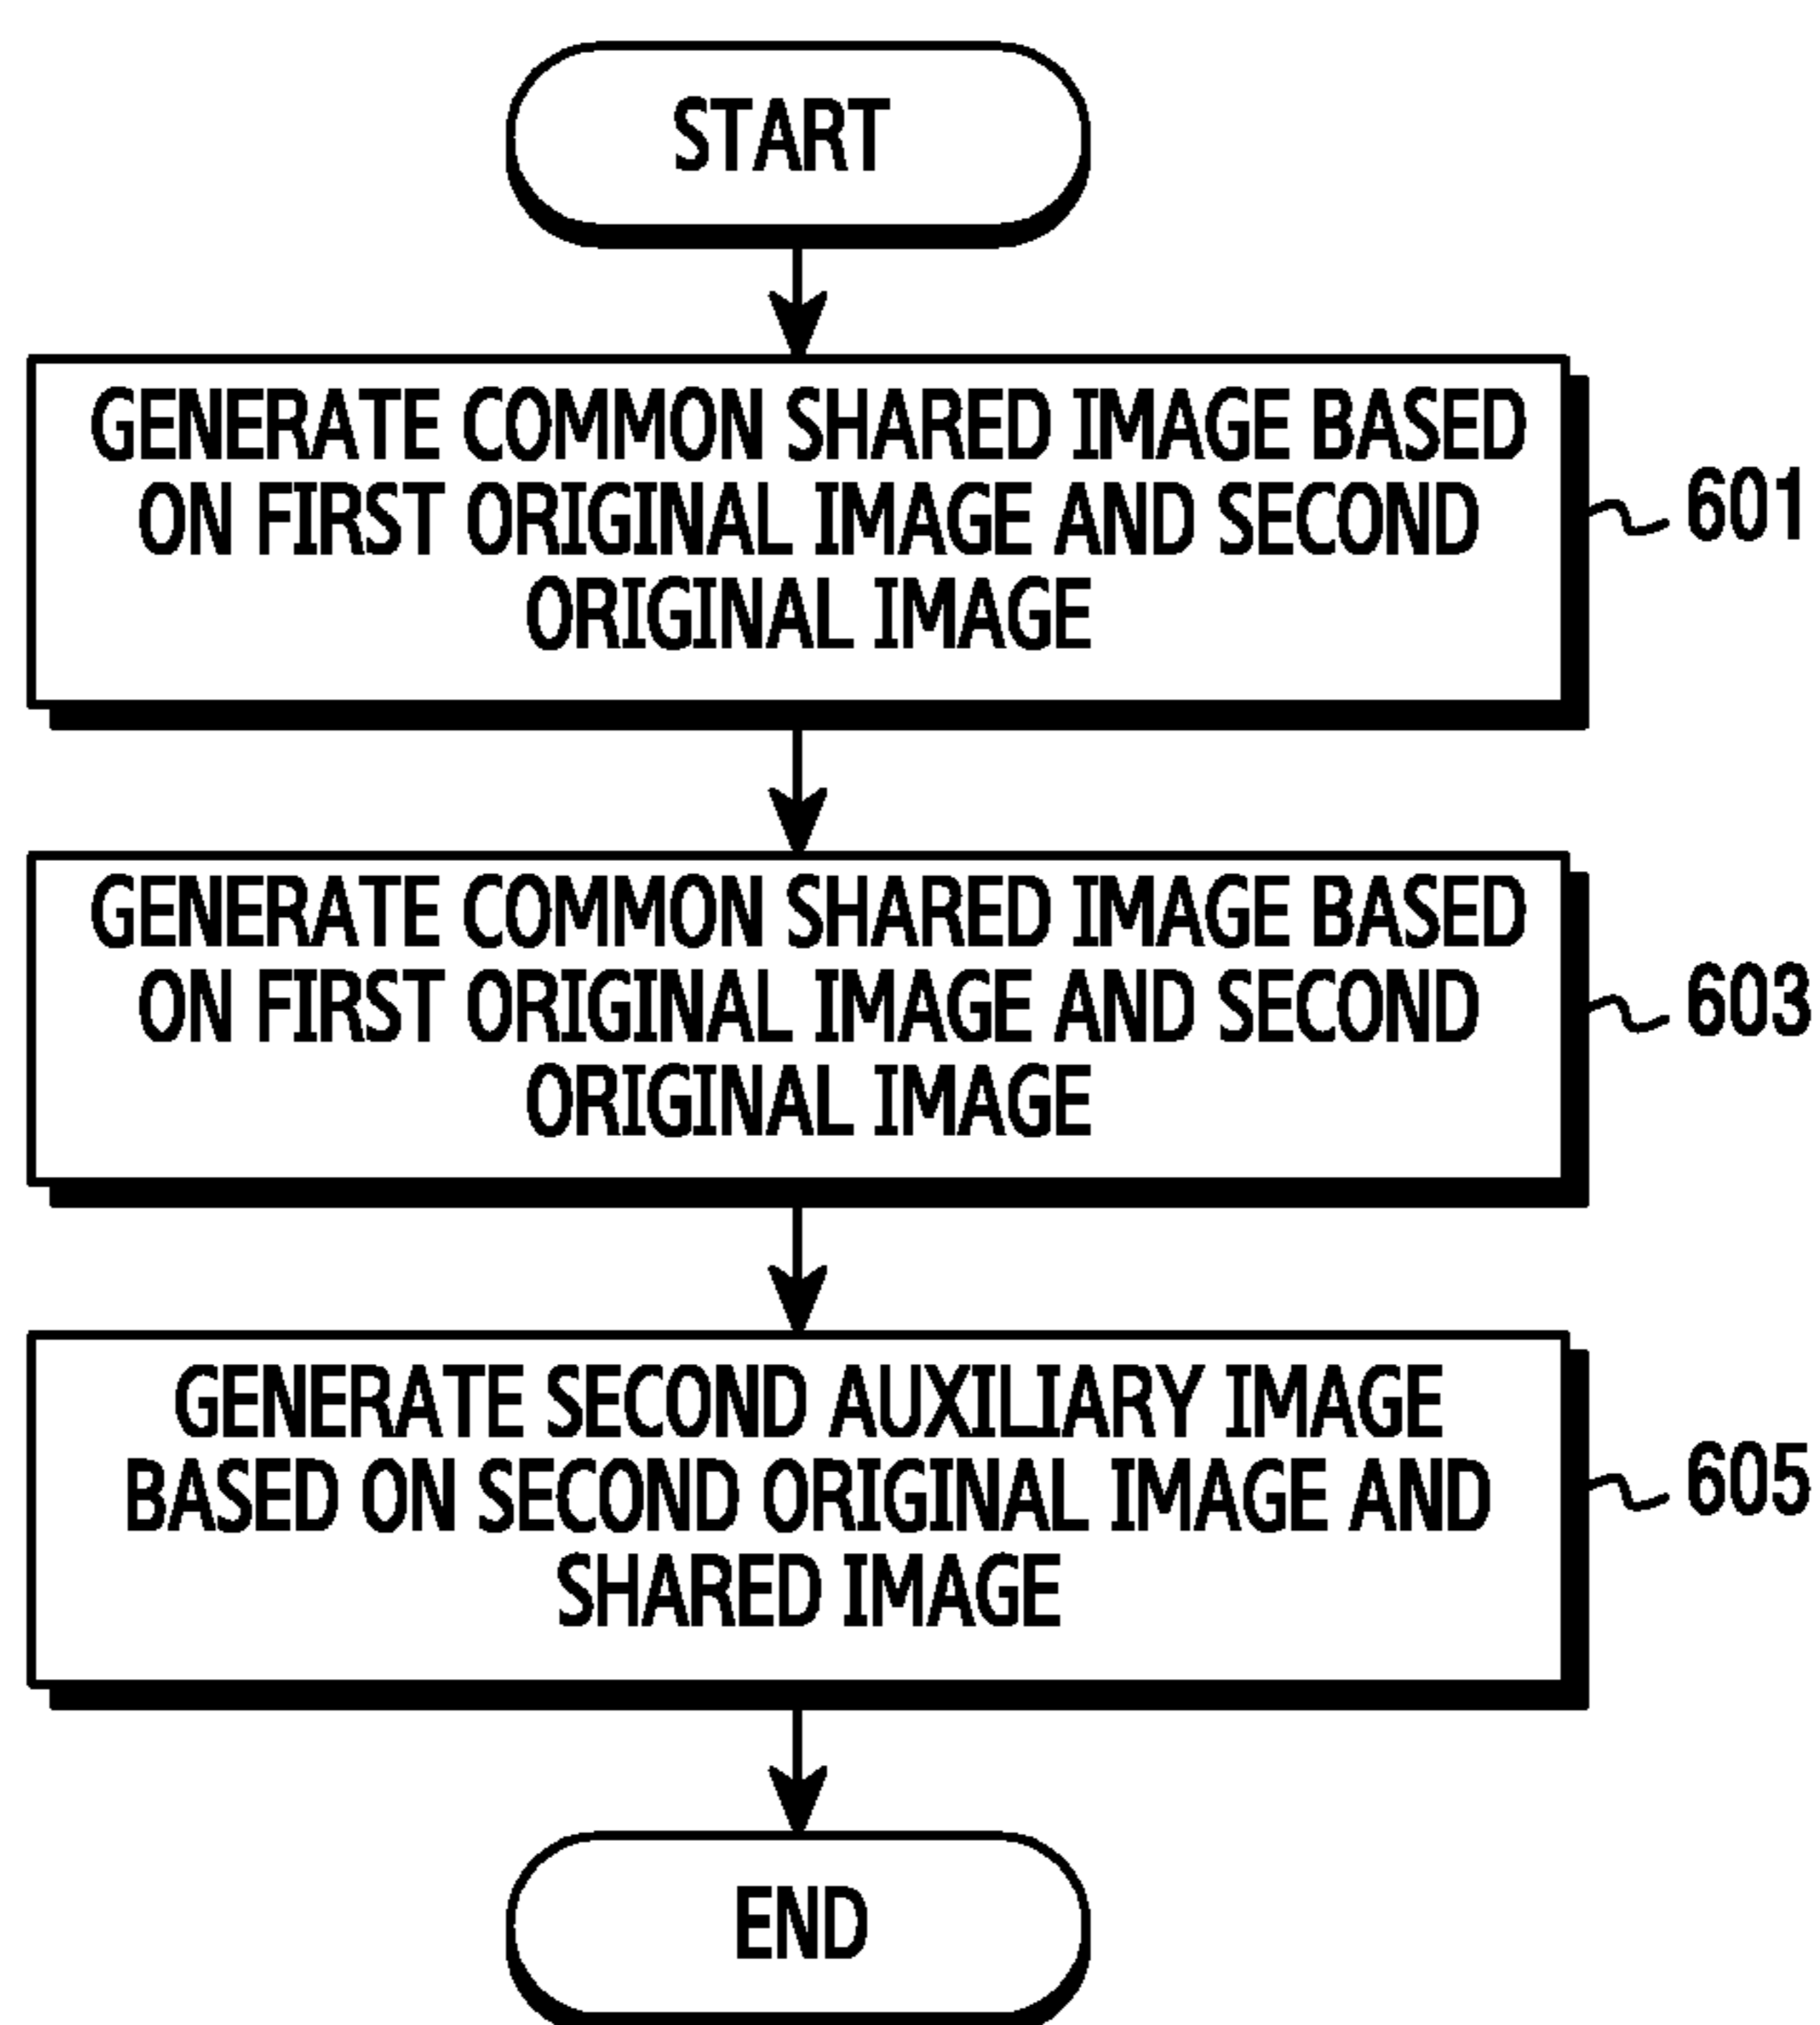 START
GENERATE COMMON SHARED IMAGE BASED
ON FIRST ORIGINAL IMAGE AND SECOND
ORIGINAL IMAGE
601
GENERATE COMMON SHARED IMAGE BASED
ON FIRST ORIGINAL IMAGE AND SECOND
ORIGINAL IMAGE
603
GENERATE SECOND AUXILIARY IMAGE
BASED ON SECOND ORIGINAL IMAGE AND
SHARED IMAGE
605
END